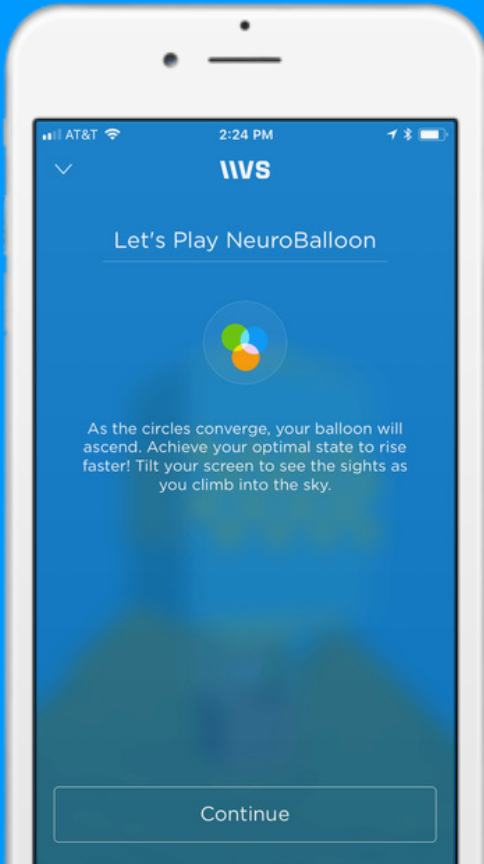 AT&T 2:24 PM
WVS
Let's Play NeuroBalloon
As the circles converge, your balloon will
ascend. Achieve your optimal state to rise
faster! Tilt your screen to see the sights as
you climb into the sky.
Continue